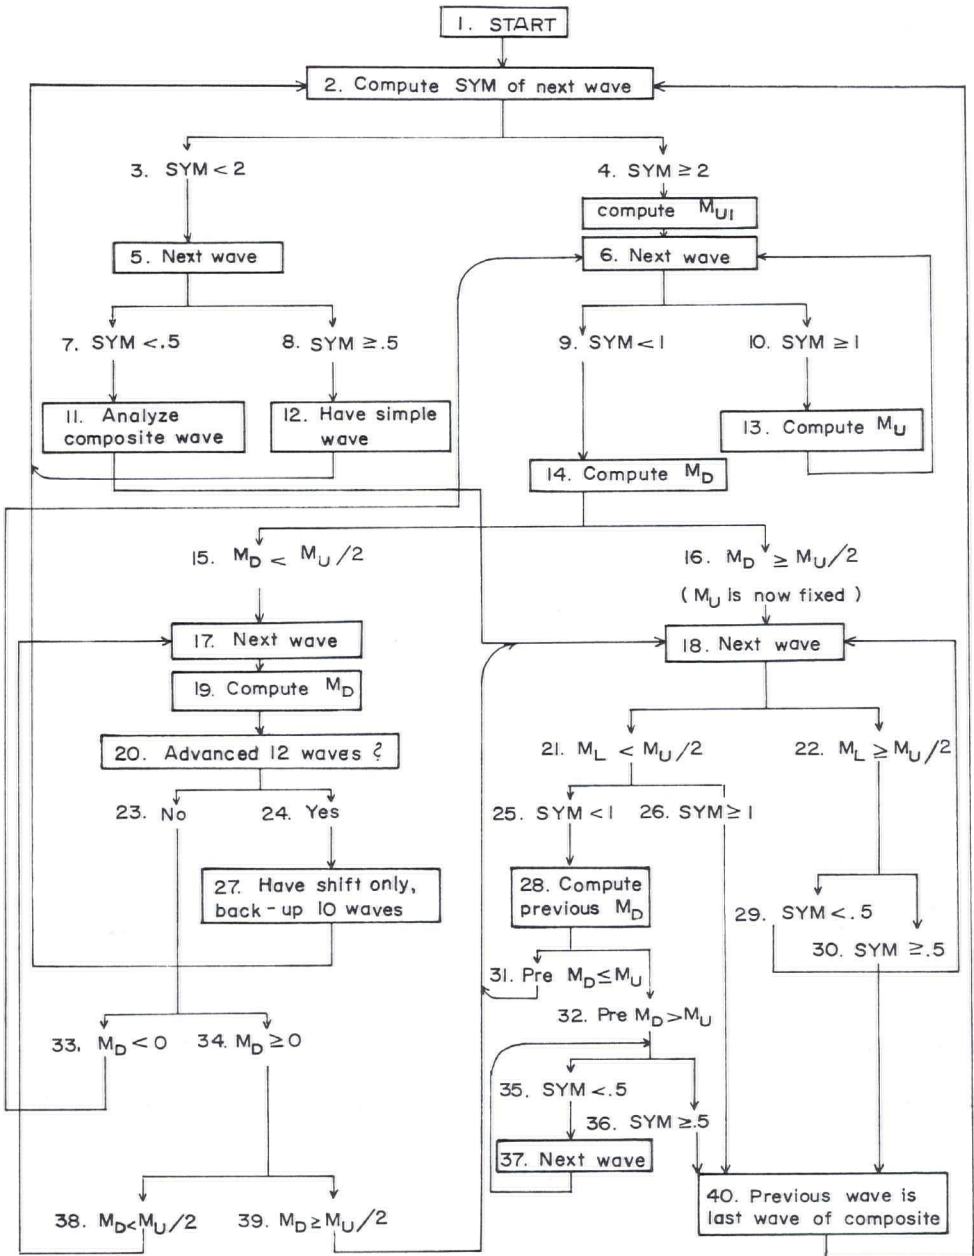 1. START
2. Compute SYM of next wave
3. SYM < 2
4. SYM ≥ 2
compute M_UI
5. Next wave
6. Next wave
7. SYM < .5
8. SYM ≥ .5
9. SYM < 1
10. SYM ≥ 1
11. Analyze
composite wave
12. Have simple
wave
13. Compute M_U
14. Compute M_D
15. M_D < M_U/2
16. M_D ≥ M_U/2
( M_U is now fixed )
17. Next wave
18. Next wave
19. Compute M_D
20. Advanced 12 waves ?
21. M_L < M_U/2
22. M_L ≥ M_U/2
23. No
24. Yes
25. SYM < 1
26. SYM ≥ 1
27. Have shift only,
back-up 10 waves
28. Compute
previous M_D
29. SYM < .5
30. SYM ≥ .5
31. Pre M_D ≤ M_U
32. Pre M_D > M_U
33. M_D < 0
34. M_D ≥ 0
35. SYM < .5
36. SYM ≥ .5
37. Next wave
38. M_D < M_U/2
39. M_D ≥ M_U/2
40. Previous wave is
last wave of composite